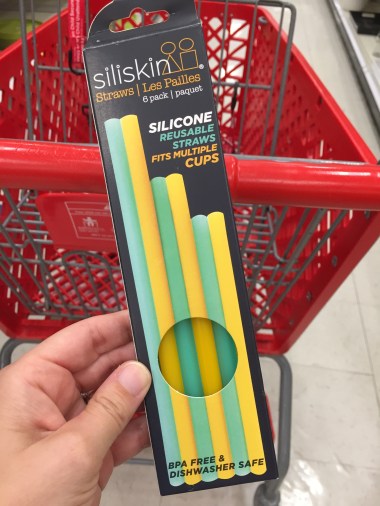 siliskin®
Straws | Les Pailles
6 pack | paquet
SILICONE
REUSABLE
STRAWS
FITS MULTIPLE
CUPS
BPA FREE &
DISHWASHER SAFE